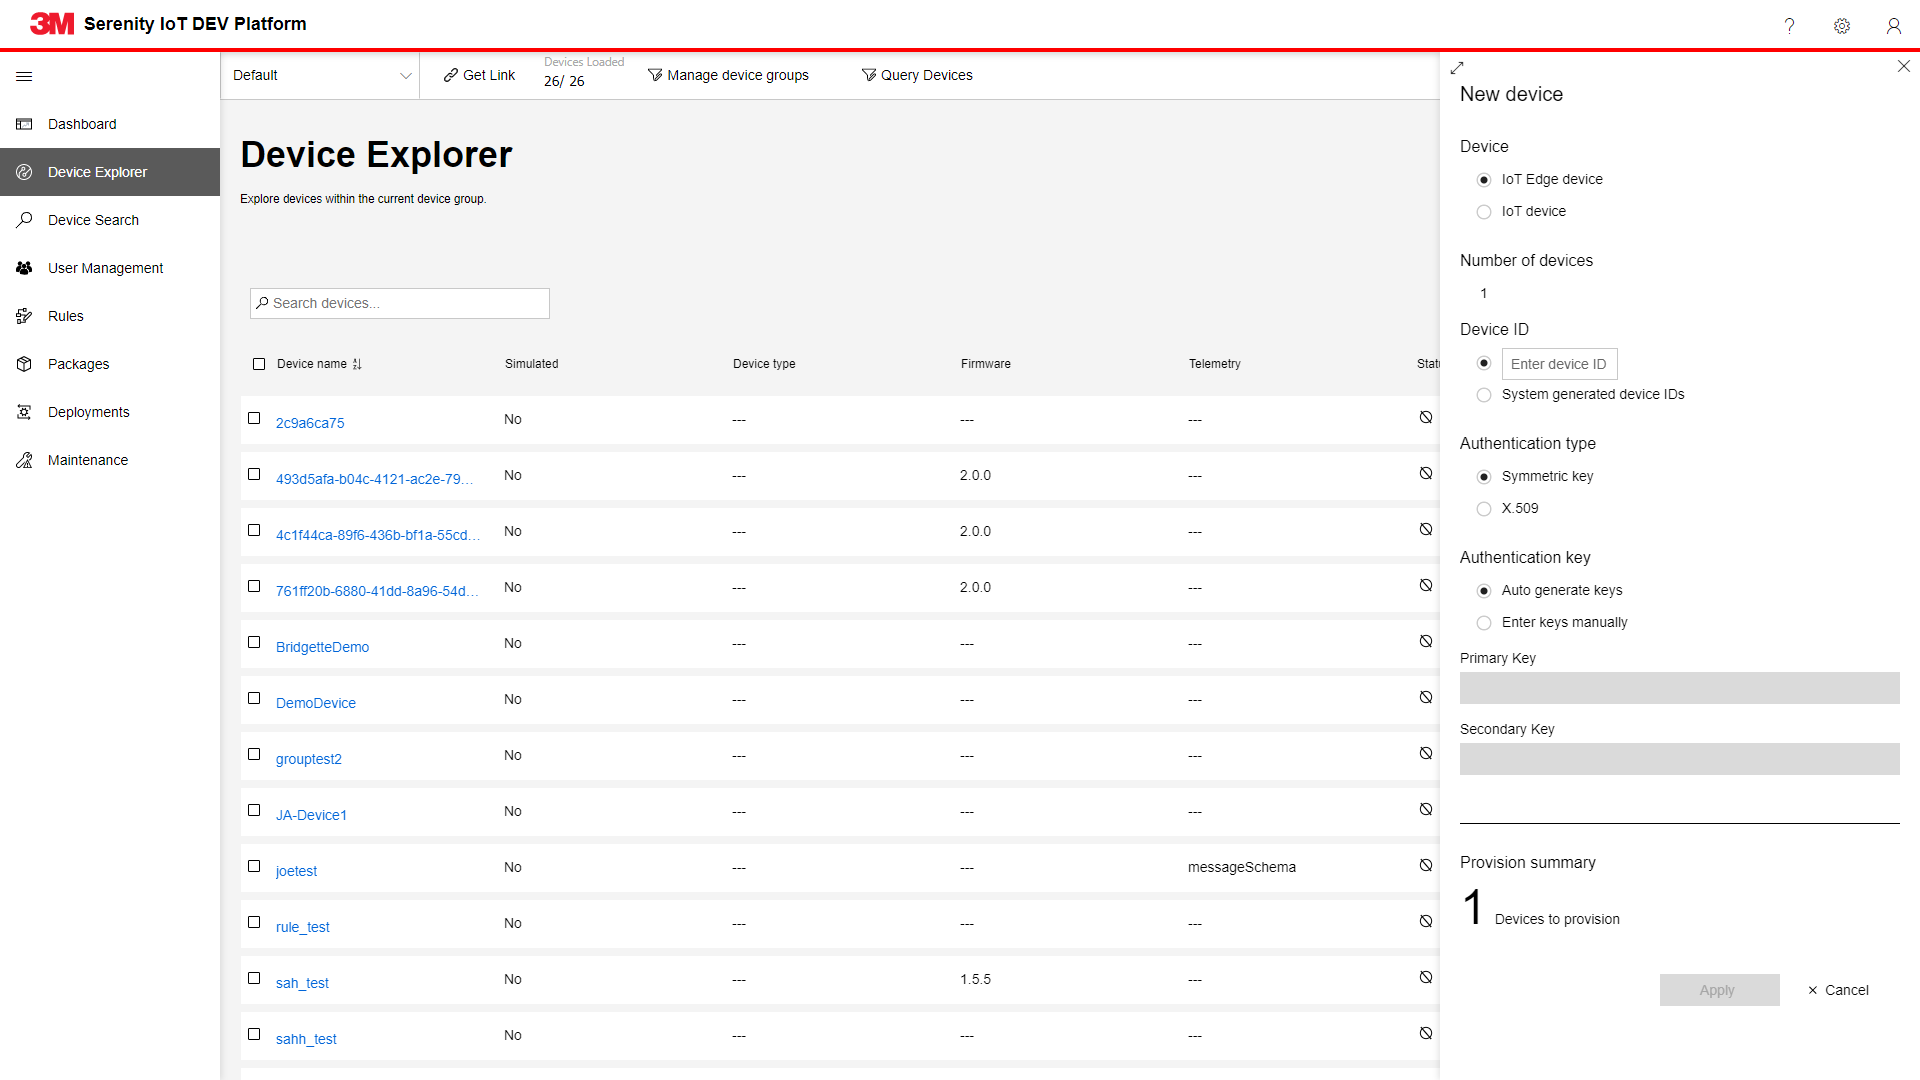 3M Serenity IoT DEV Platform
Default
Get Link
Devices Loaded
26/ 26
Manage device groups
Query Devices
Dashboard
Device Explorer
Device Search
User Management
Rules
Packages
Deployments
Maintenance
Device Explorer
Explore devices within the current device group.
Search devices...
Device name Simulated Device type Firmware Telemetry Statu
2c9a6ca75 No --- --- ---
493d5afa-b04c-4121-ac2e-79... No --- 2.0.0 ---
4c1f44ca-89f6-436b-bf1a-55cd... No --- 2.0.0 ---
761ff20b-6880-41dd-8a96-54d... No --- 2.0.0 ---
BridgetteDemo No --- --- ---
DemoDevice No --- --- ---
grouptest2 No --- --- ---
JA-Device1 No --- --- ---
joetest No --- --- messageSchema
rule_test No --- --- ---
sah_test No --- 1.5.5 ---
sahh_test No --- --- ---
New device
Device
IoT Edge device
IoT device
Number of devices
1
Device ID
Enter device ID
System generated device IDs
Authentication type
Symmetric key
X.509
Authentication key
Auto generate keys
Enter keys manually
Primary Key
Secondary Key
Provision summary
1 Devices to provision
Apply
Cancel